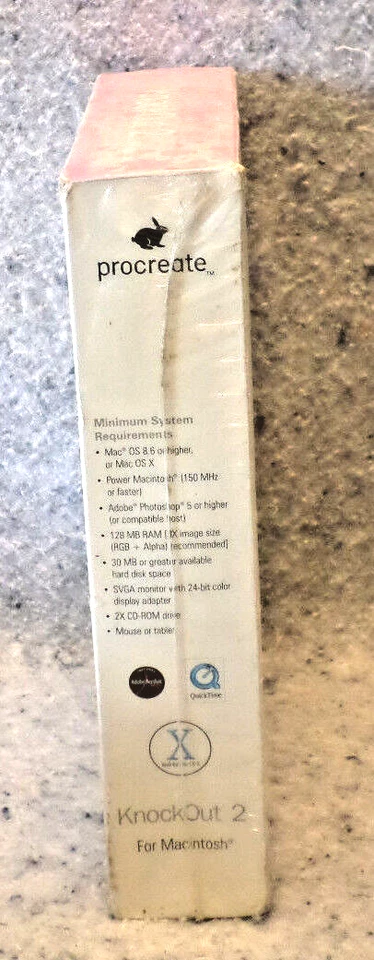 procreate™
Minimum System
Requirements
• Mac® OS 8.6 or higher,
or Mac OS X
• Power Macintosh® (150 MHz
or faster)
• Adobe® Photoshop® 5 or higher
(or compatible host)
• 128 MB RAM [ IX image size
(RGB + Alpha) recommended]
• 30 MB or greater available
hard disk space
• SVGA monitor with 24-bit color
display adapter
• 2X CD-ROM drive
• Mouse or tablet
QuickTime
X
KnockOut 2
For Macintosh®